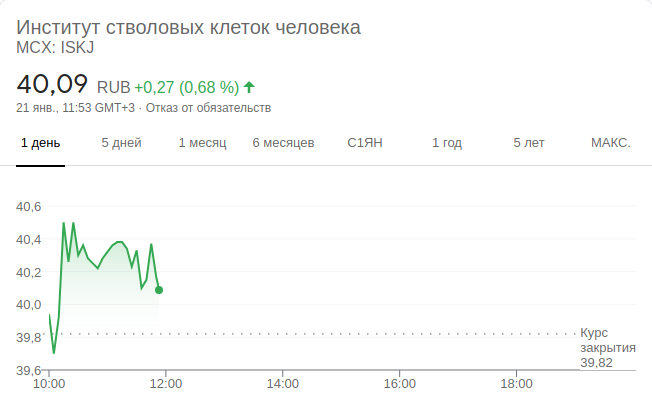 Институт стволовых клеток человека
MCX: ISKJ
40,09 RUB +0,27 (0,68 %)
21 янв., 11:53 GMT+3 · Отказ от обязательств
1 день 5 дней 1 месяц 6 месяцев С1ЯН 1 год 5 лет МАКС.
40,6
40,4
40,2
40,0
39,8
39,6
Курс
закрытия
39,82
10:00 12:00 14:00 16:00 18:00